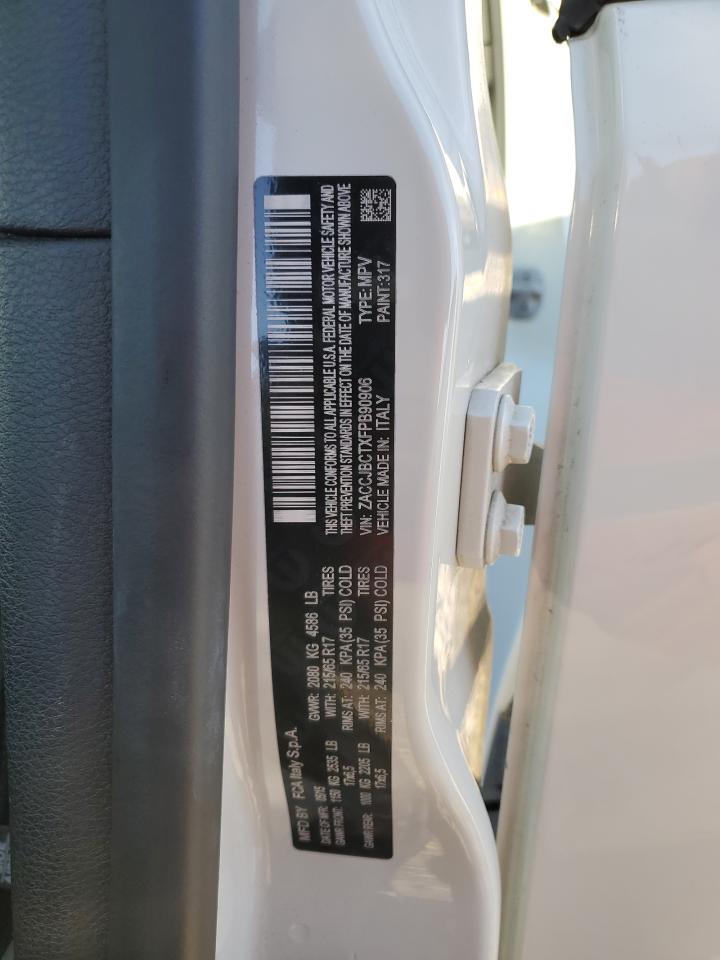 MFD BY FCA Italy S.p.A.
DATE OF MFR: 0915 GVWR: 2080 KG 4586 LB
GAWR FRONT: 1150 KG 2535 LB WITH: 215/65 R17 TIRES
17x6,5 RIMS AT: 240 KPA (35 PSI) COLD
GAWR REAR: 1000 KG 2205 LB WITH: 215/65 R17 TIRES
17x6,5 RIMS AT: 240 KPA (35 PSI) COLD
THIS VEHICLE CONFORMS TO ALL APPLICABLE U.S.A. FEDERAL MOTOR VEHICLE SAFETY AND
THEFT PREVENTION STANDARDS IN EFFECT ON THE DATE OF MANUFACTURE SHOWN ABOVE
VIN: ZACCJBCTXFPB90906 TYPE: MPV
VEHICLE MADE IN: ITALY PAINT: 317